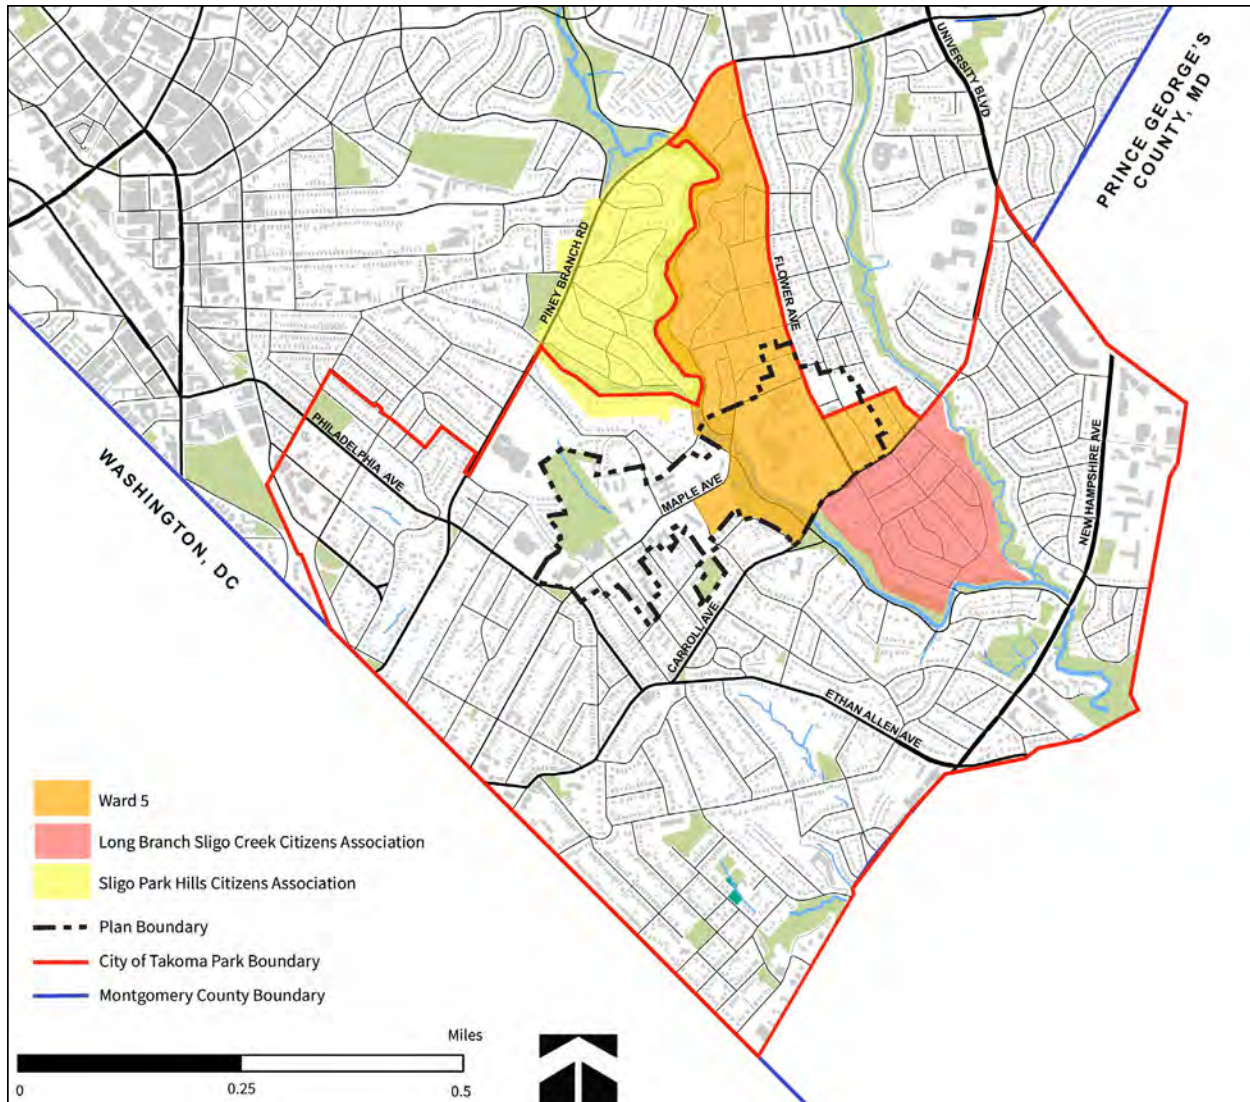 UNIVERSITY BLVD
PRINCE GEORGE'S
COUNTY, MD
PINEY BRANCH RD
FLOWER AVE
PHILADELPHIA AVE
WASHINGTON, DC
MAPLE AVE
NEW HAMPSHIRE AVE
CARROLL AVE
ETHAN ALLEN AVE
Ward 5
Long Branch Sligo Creek Citizens Association
Sligo Park Hills Citizens Association
Plan Boundary
City of Takoma Park Boundary
Montgomery County Boundary
Miles
0 0.25 0.5